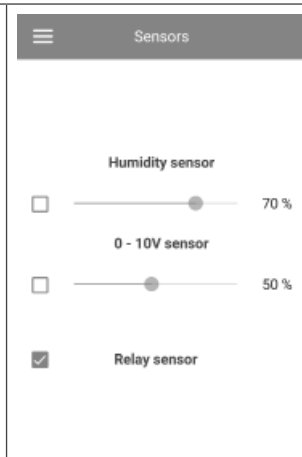 Sensors
Humidity sensor
70 %
0 - 10V sensor
50 %
Relay sensor